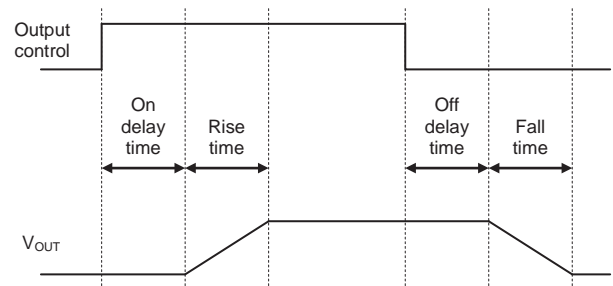 Output
control
On
delay
time
Rise
time
Off
delay
time
Fall
time
VOUT